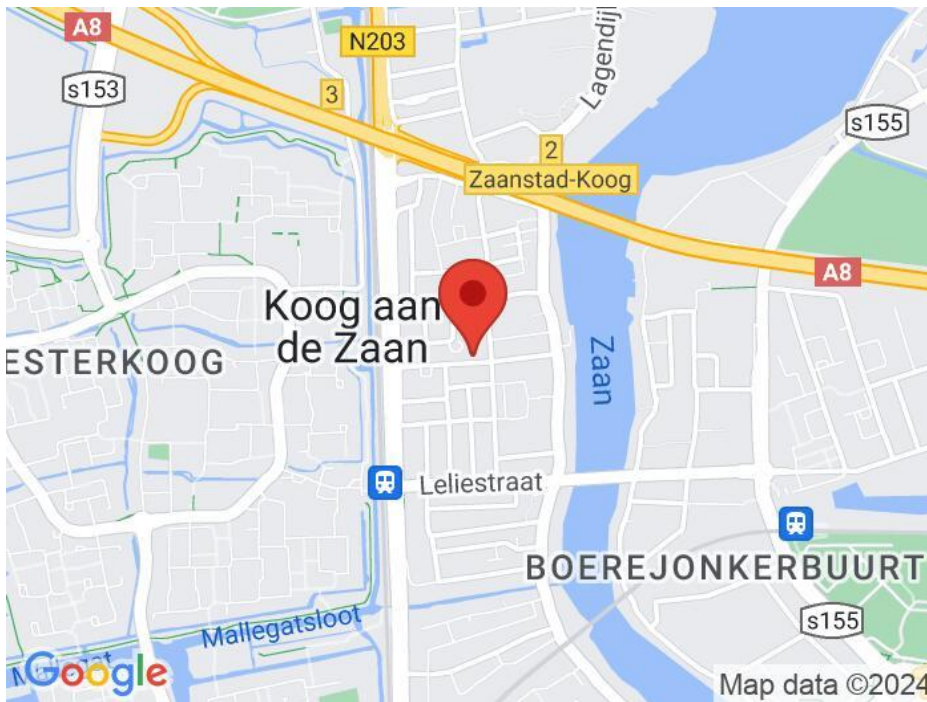 A8
N203
Lagendij
s153
3
s155
2
Zaanstad-Koog
A8
Koog aan
de Zaan
Zaan
ESTERKOOG
Leliestraat
BOEREJONKERBUURT
Mallegatsloot
s155
Google
Map data ©2024